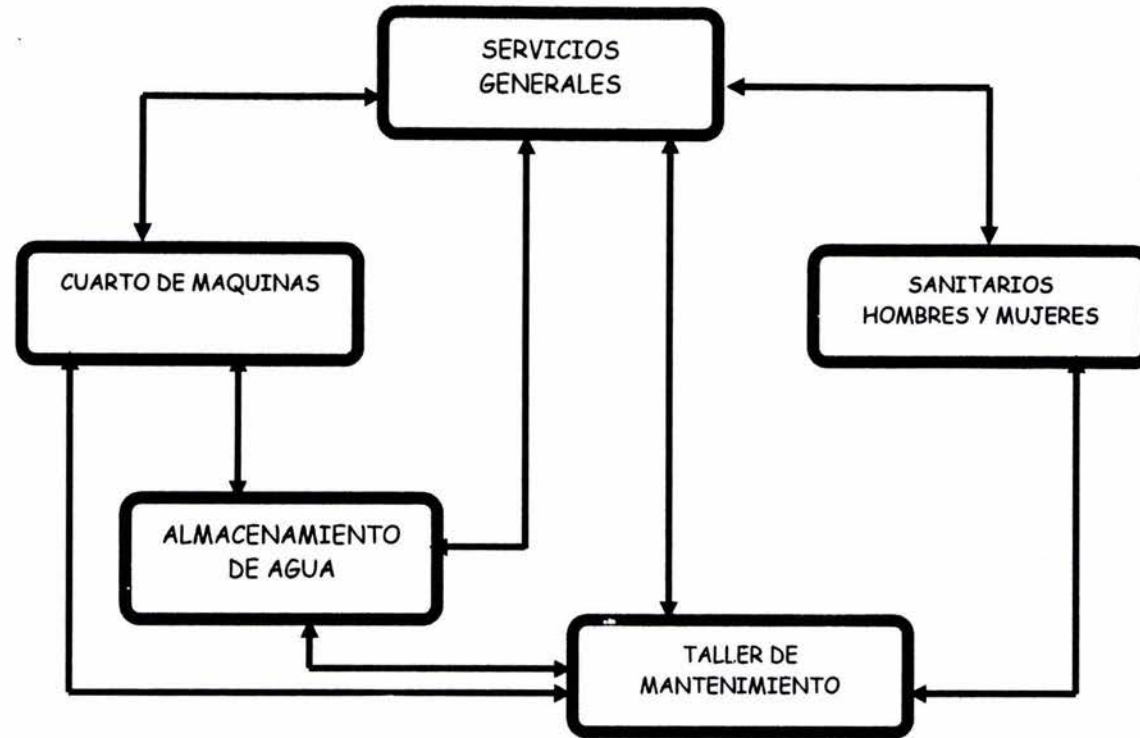 SERVICIOS
GENERALES
CUARTO DE MAQUINAS
SANITARIOS
HOMBRES Y MUJERES
ALMACENAMIENTO
DE AGUA
TALLER DE
MANTENIMIENTO